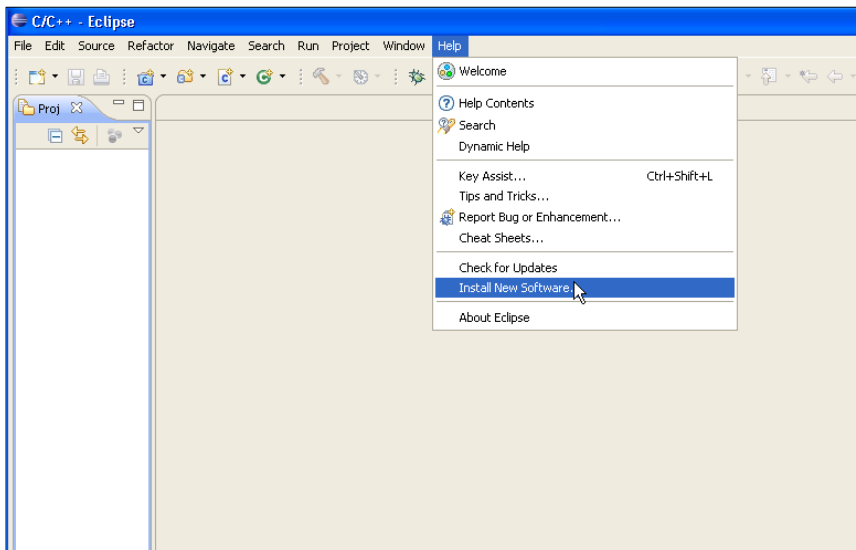 C/C++ - Eclipse
File Edit Source Refactor Navigate Search Run Project Window Help
Proj
Welcome
Help Contents
Search
Dynamic Help
Key Assist... Ctrl+Shift+L
Tips and Tricks...
Report Bug or Enhancement...
Cheat Sheets...
Check for Updates
Install New Software.
About Eclipse